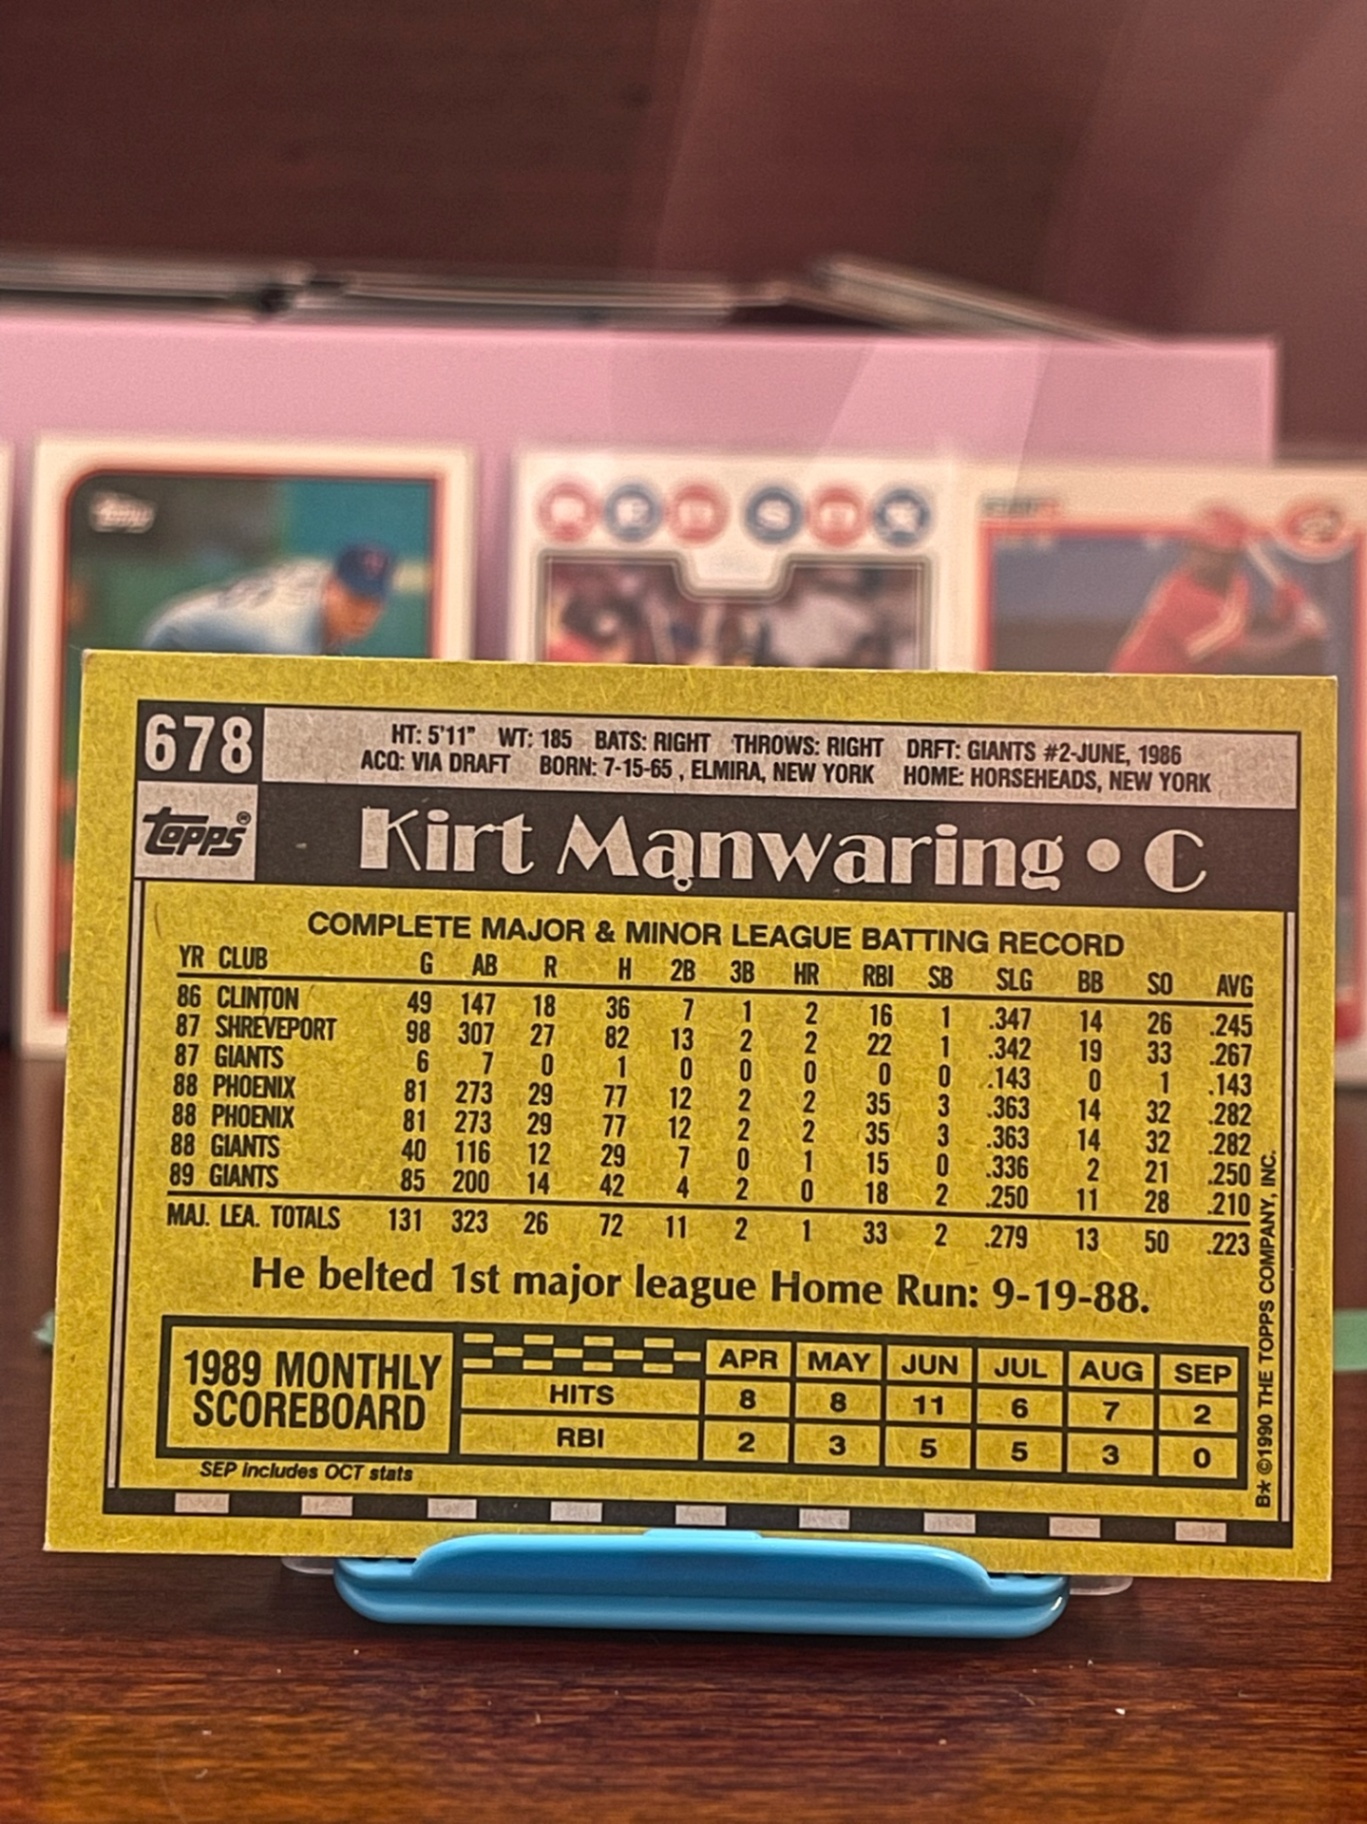 Topps
RED SOX
678
HT: 5'11" WT: 185 BATS: RIGHT THROWS: RIGHT DRFT: GIANTS #2-JUNE, 1986
ACQ: VIA DRAFT BORN: 7-15-65, ELMIRA, NEW YORK HOME: HORSEHEADS, NEW YORK
TOPPS®
Kirt Manwaring • C
COMPLETE MAJOR & MINOR LEAGUE BATTING RECORD
YR CLUB G AB R H 2B 3B HR RBI SB SLG BB SO AVG
86 CLINTON 49 147 18 36 7 1 2 16 1 .347 14 26 .245
87 SHREVEPORT 98 307 27 82 13 2 2 22 1 .342 19 33 .267
87 GIANTS 6 7 0 1 0 0 0 0 0 .143 0 1 .143
88 PHOENIX 81 273 29 77 12 2 2 35 3 .363 14 32 .282
88 PHOENIX 81 273 29 77 12 2 2 35 3 .363 14 32 .282
88 GIANTS 40 116 12 29 7 0 1 15 0 .336 2 21 .250
89 GIANTS 85 200 14 42 4 2 0 18 2 .250 11 28 .210
MAJ. LEA. TOTALS 131 323 26 72 11 2 1 33 2 .279 13 50 .223
He belted 1st major league Home Run: 9-19-88.
1989 MONTHLY
SCOREBOARD
APR MAY JUN JUL AUG SEP
HITS 8 8 11 6 7 2
RBI 2 3 5 5 3 0
SEP includes OCT stats
B* ©1990 THE TOPPS COMPANY, INC.